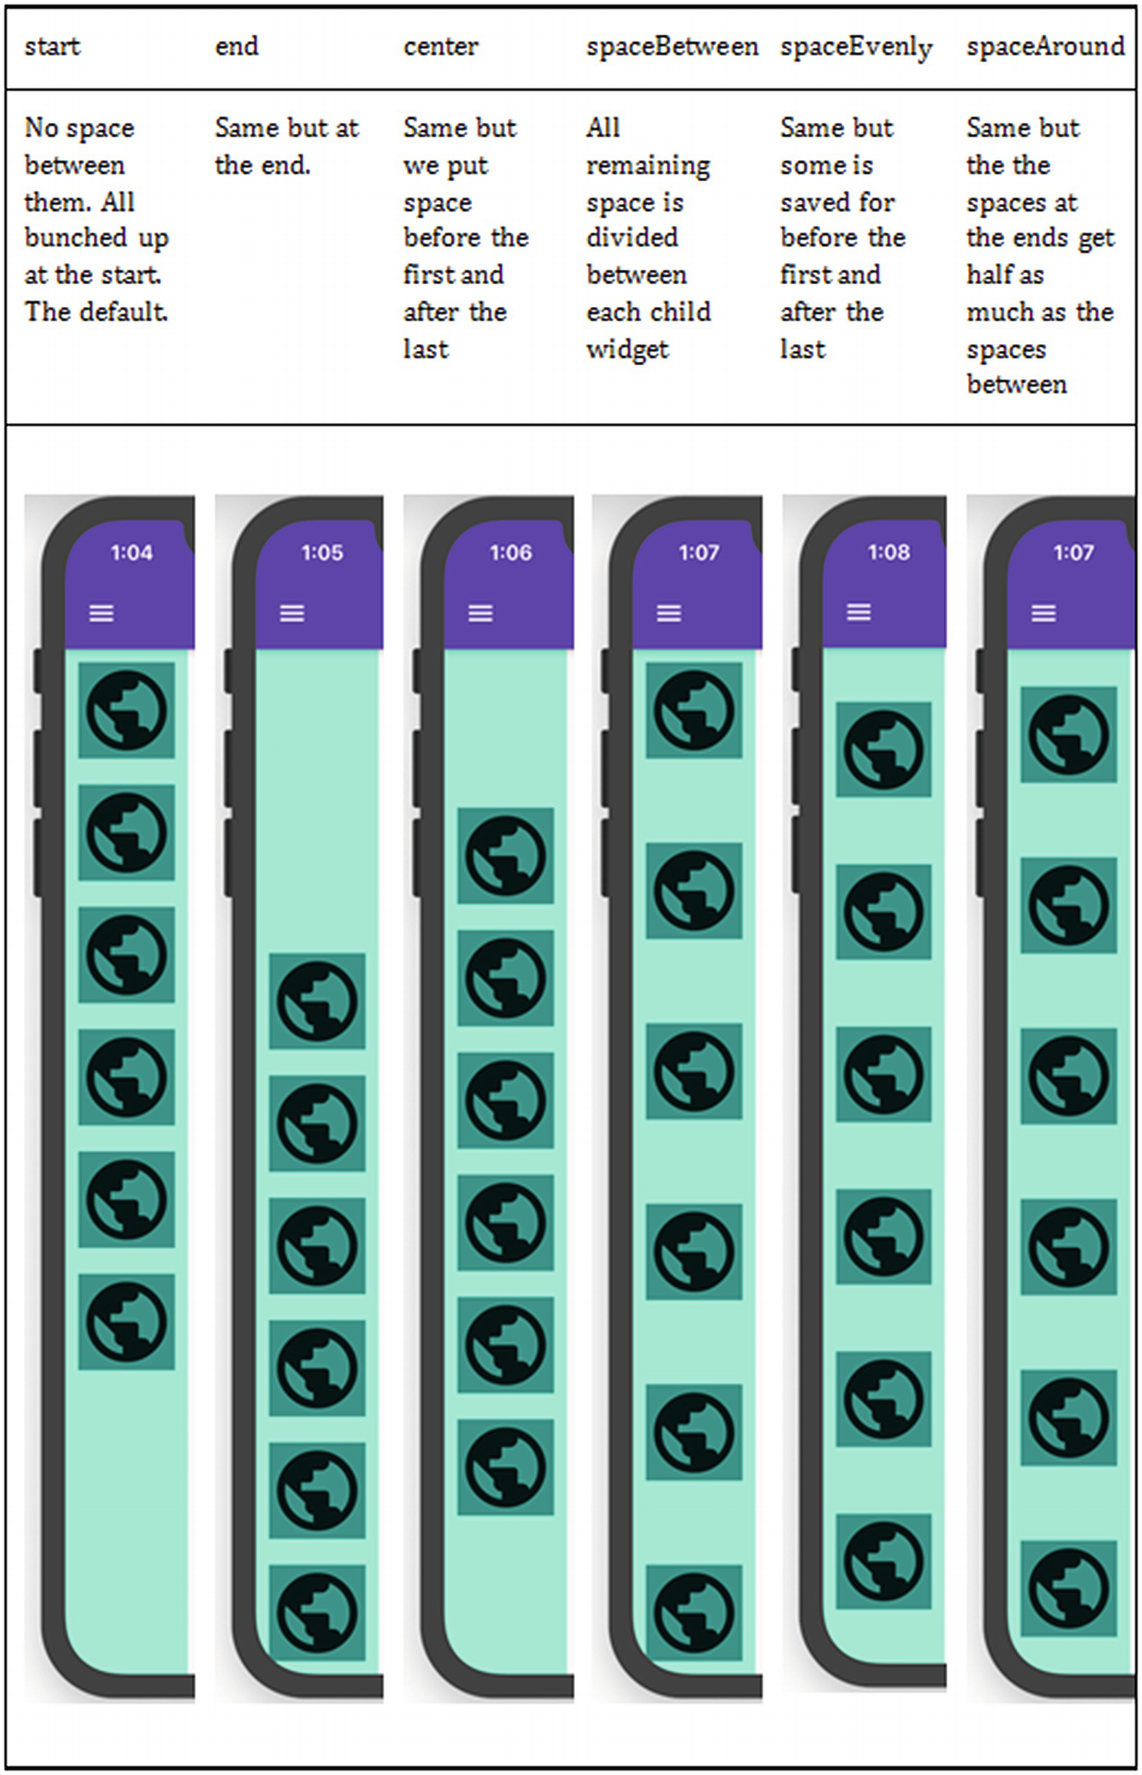 start
end
center
spaceBetween
spaceEvenly
spaceAround
No space
between
them. All
bunched up
at the start.
The default.
Same but at
the end.
Same but
we put
space
before the
first and
after the
last
All
remaining
space is
divided
between
each child
widget
Same but
some is
saved for
before the
first and
after the
last
Same but
the the
spaces at
the ends get
half as
much as the
spaces
between
1:04
1:05
1:06
1:07
1:08
1:07